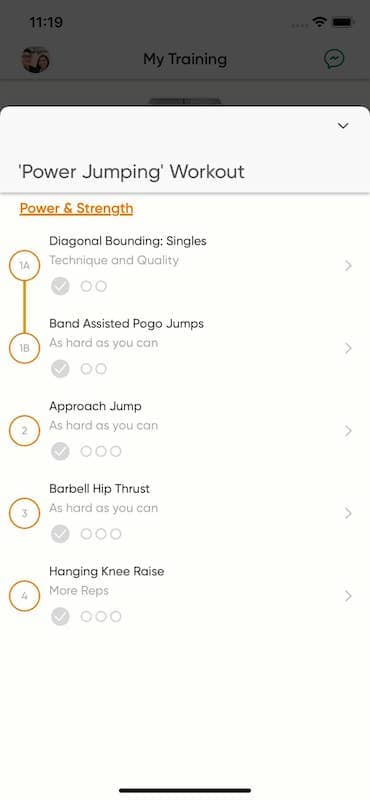 11:19
My Training
'Power Jumping' Workout
Power & Strength
Diagonal Bounding: Singles
1A
Technique and Quality
Band Assisted Pogo Jumps
1B
As hard as you can
Approach Jump
2
As hard as you can
Barbell Hip Thrust
3
As hard as you can
Hanging Knee Raise
4
More Reps